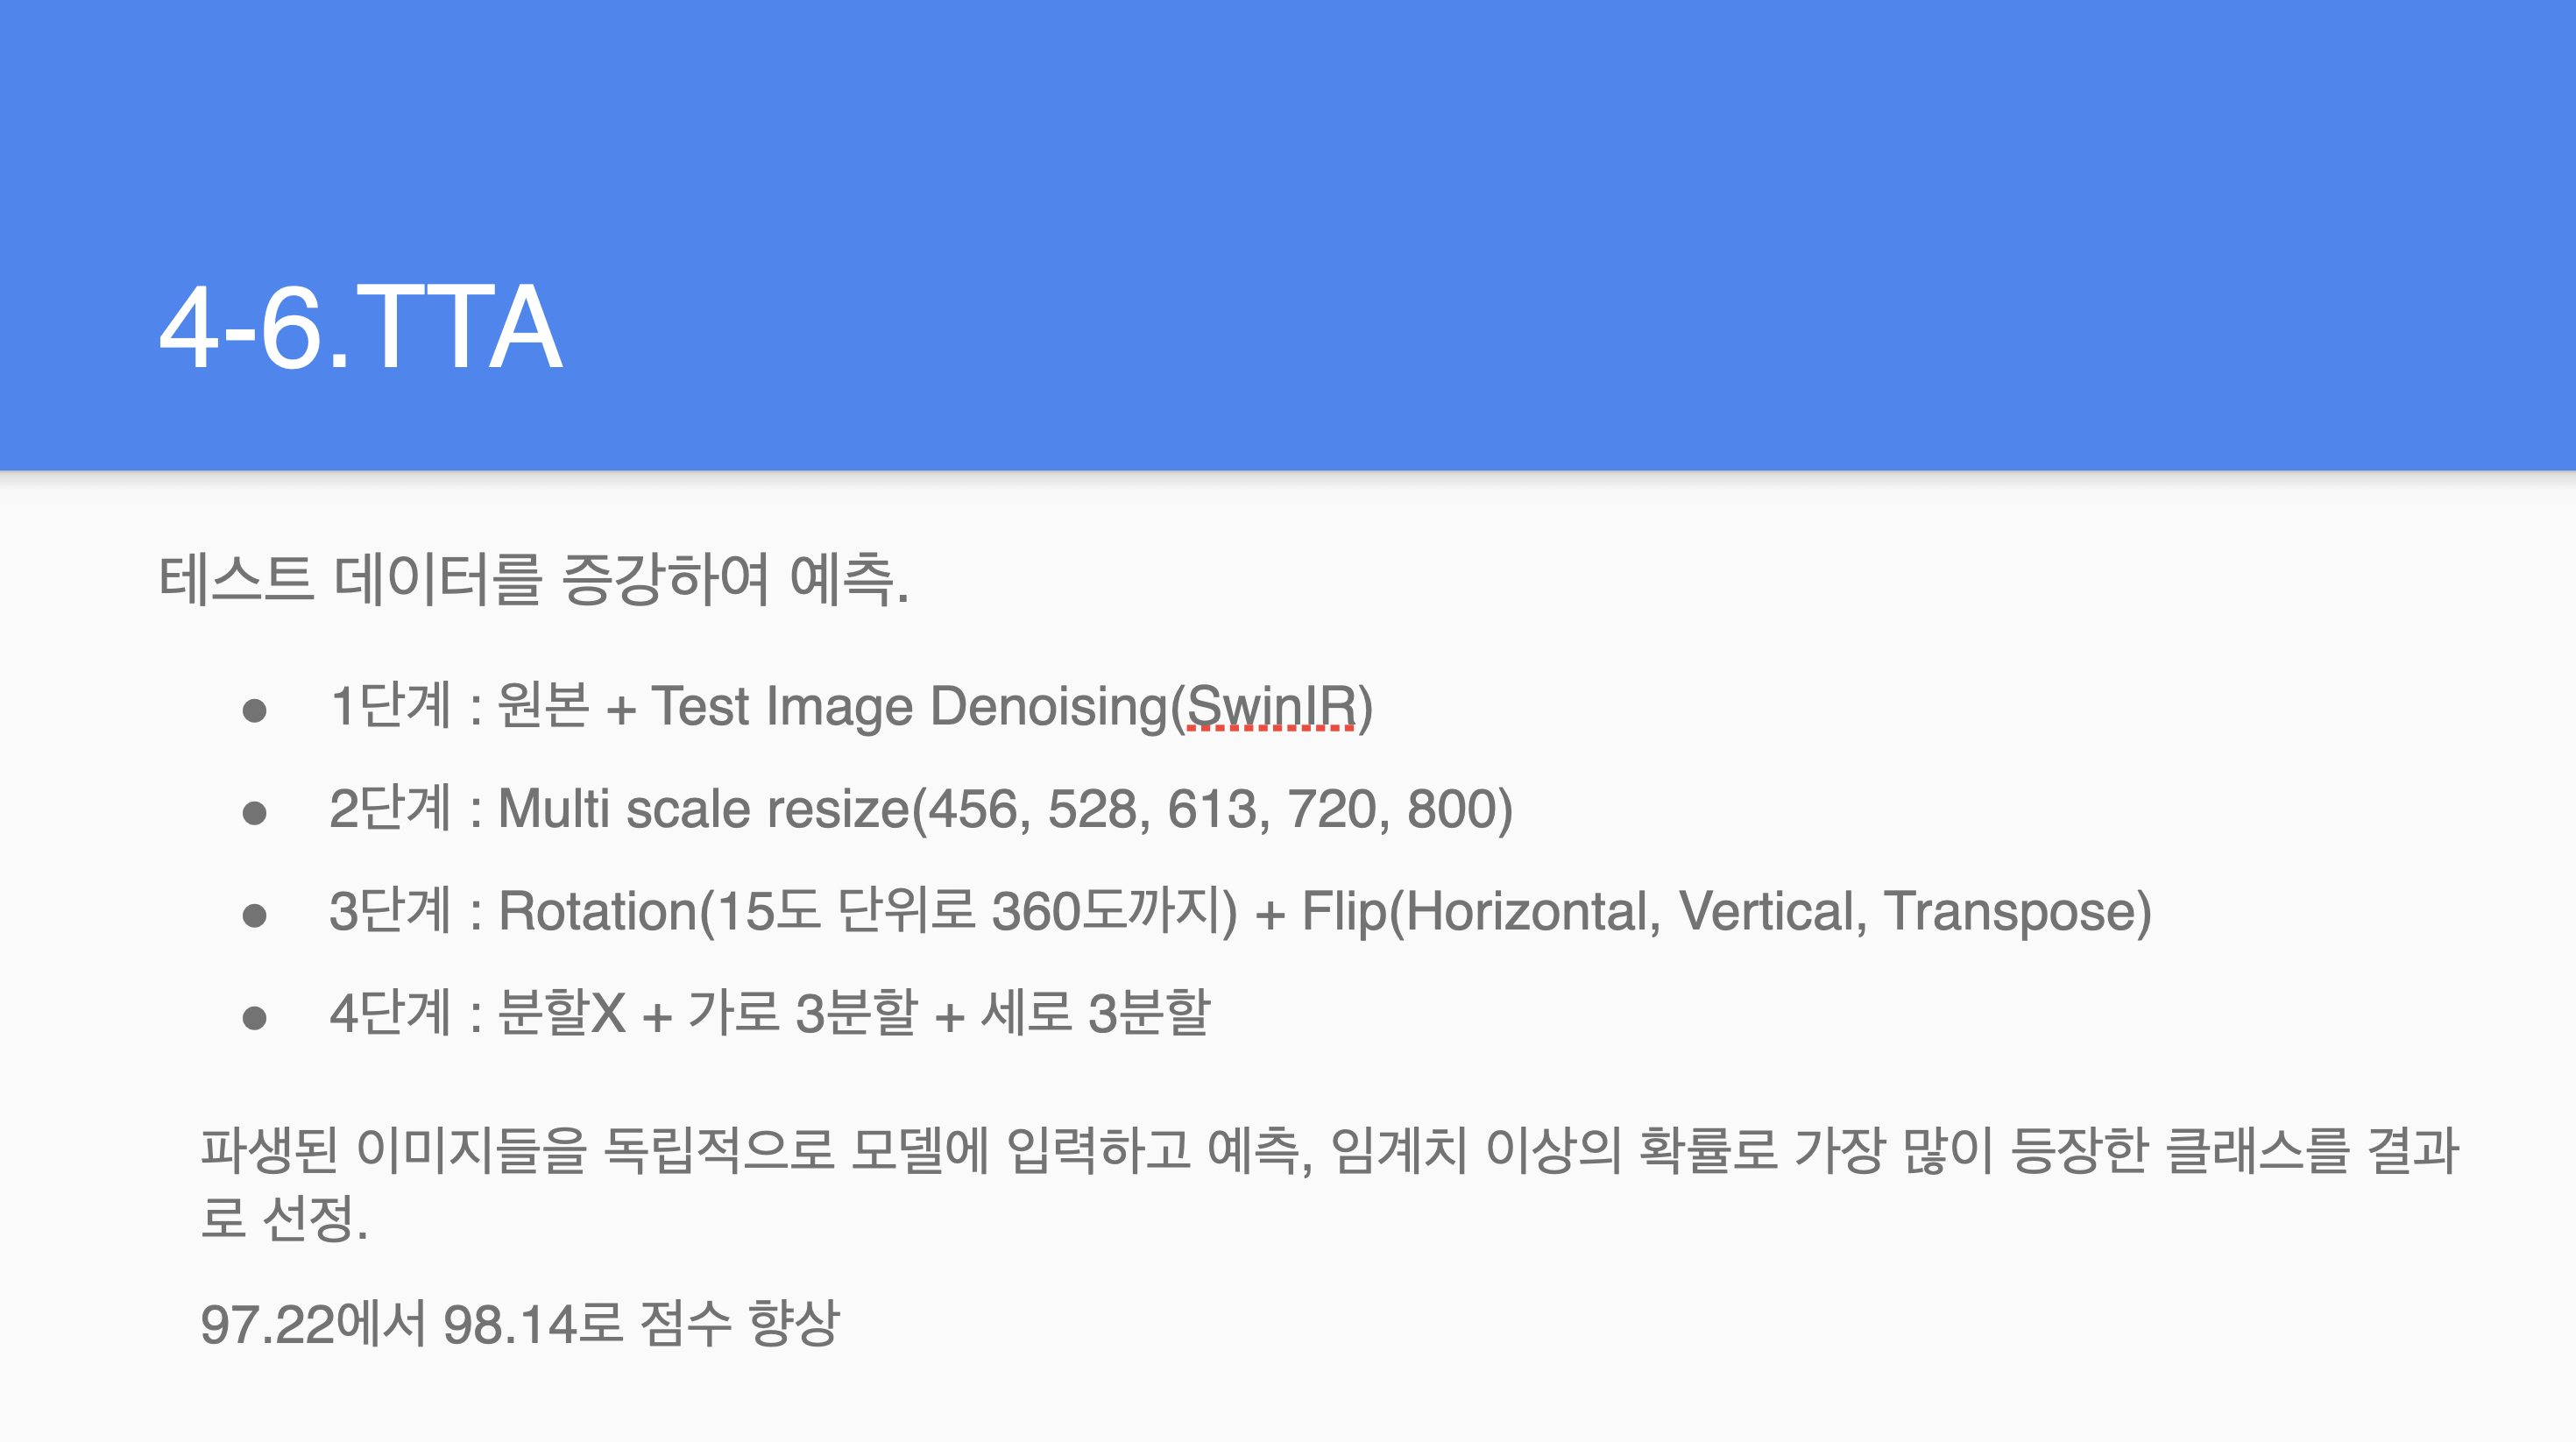 4-6.TTA
테스트 데이터를 증강하여 예측.
● 1단계 : 원본 + Test Image Denoising(SwinIR)
● 2단계 : Multi scale resize(456, 528, 613, 720, 800)
● 3단계 : Rotation(15도 단위로 360도까지) + Flip(Horizontal, Vertical, Transpose)
● 4단계 : 분할X + 가로 3분할 + 세로 3분할
파생된 이미지들을 독립적으로 모델에 입력하고 예측, 임계치 이상의 확률로 가장 많이 등장한 클래스를 결과
로 선정.
97.22에서 98.14로 점수 향상